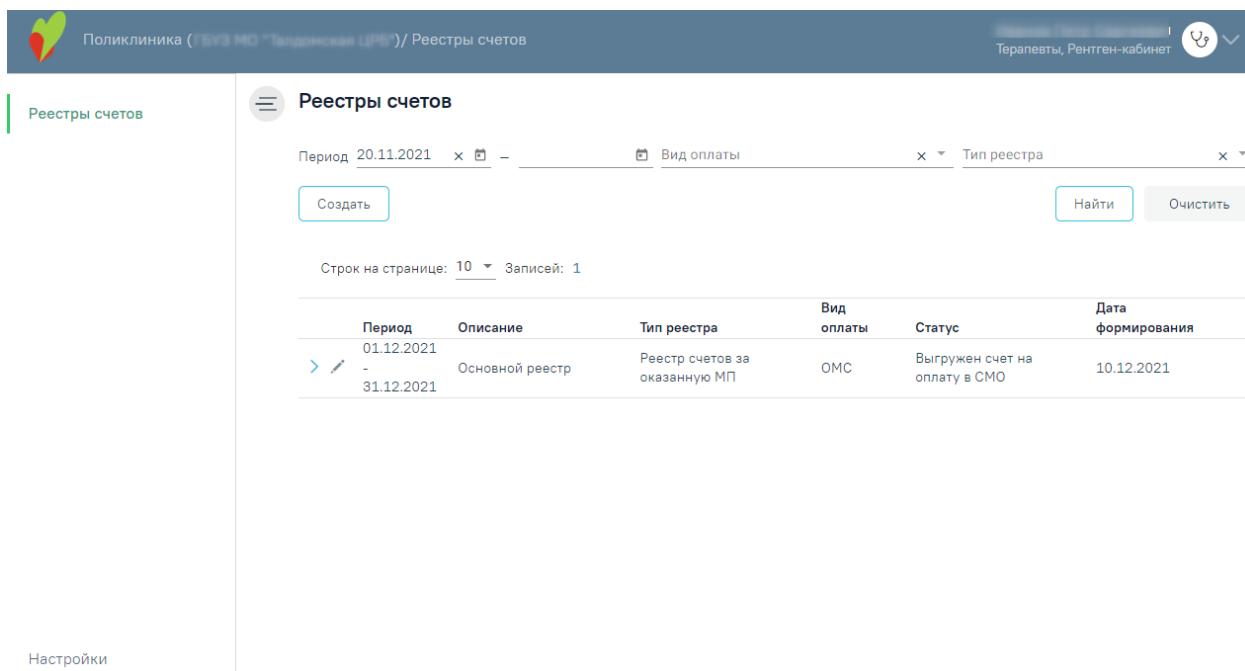 Поликлиника ( )/ Реестры счетов
Терапевты, Рентген-кабинет
Реестры счетов
Реестры счетов
Период 20.11.2021 – Вид оплаты Тип реестра
Создать Найти Очистить
Строк на странице: 10 Записей: 1
Период Описание Тип реестра Вид оплаты Статус Дата формирования
01.12.2021 - 31.12.2021 Основной реестр Реестр счетов за оказанную МП ОМС Выгружен счет на оплату в СМО 10.12.2021
Настройки